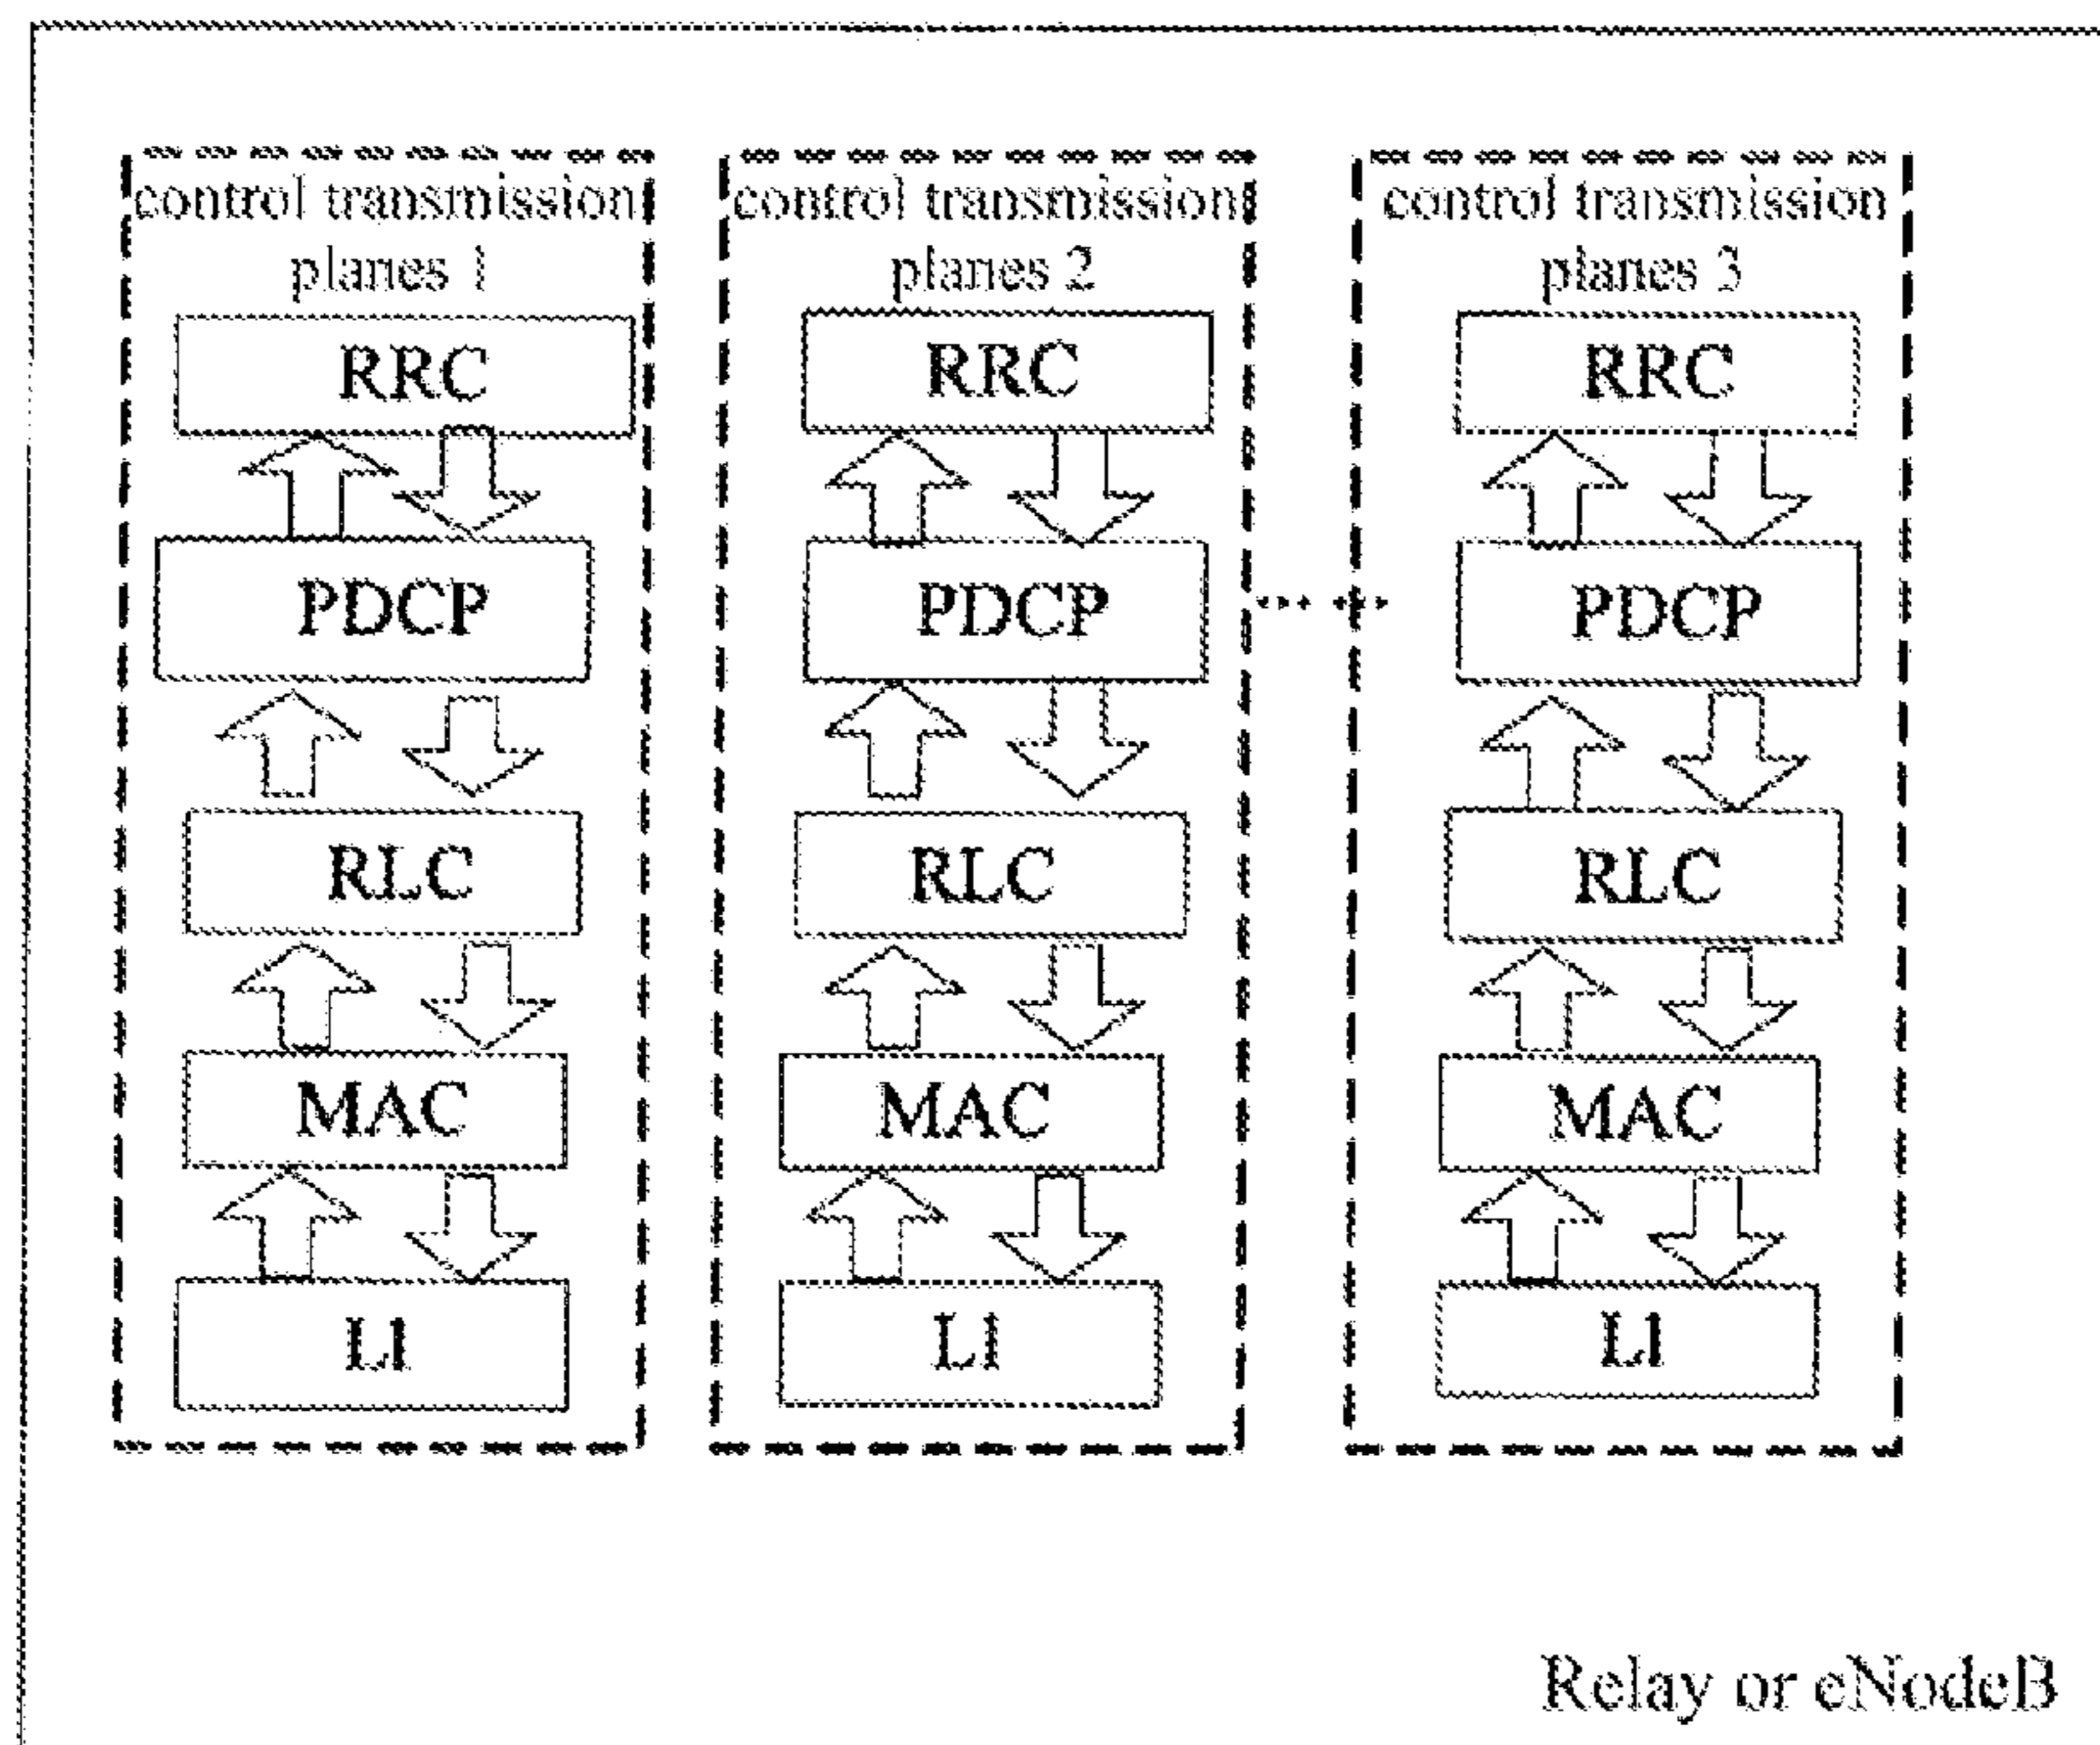 control transmission
planes 1
RRC
PDCP
RLC
MAC
L1
control transmission
planes 2
RRC
PDCP
RLC
MAC
L1
control transmission
planes 3
RRC
PDCP
RLC
MAC
L1
Relay or eNodeB